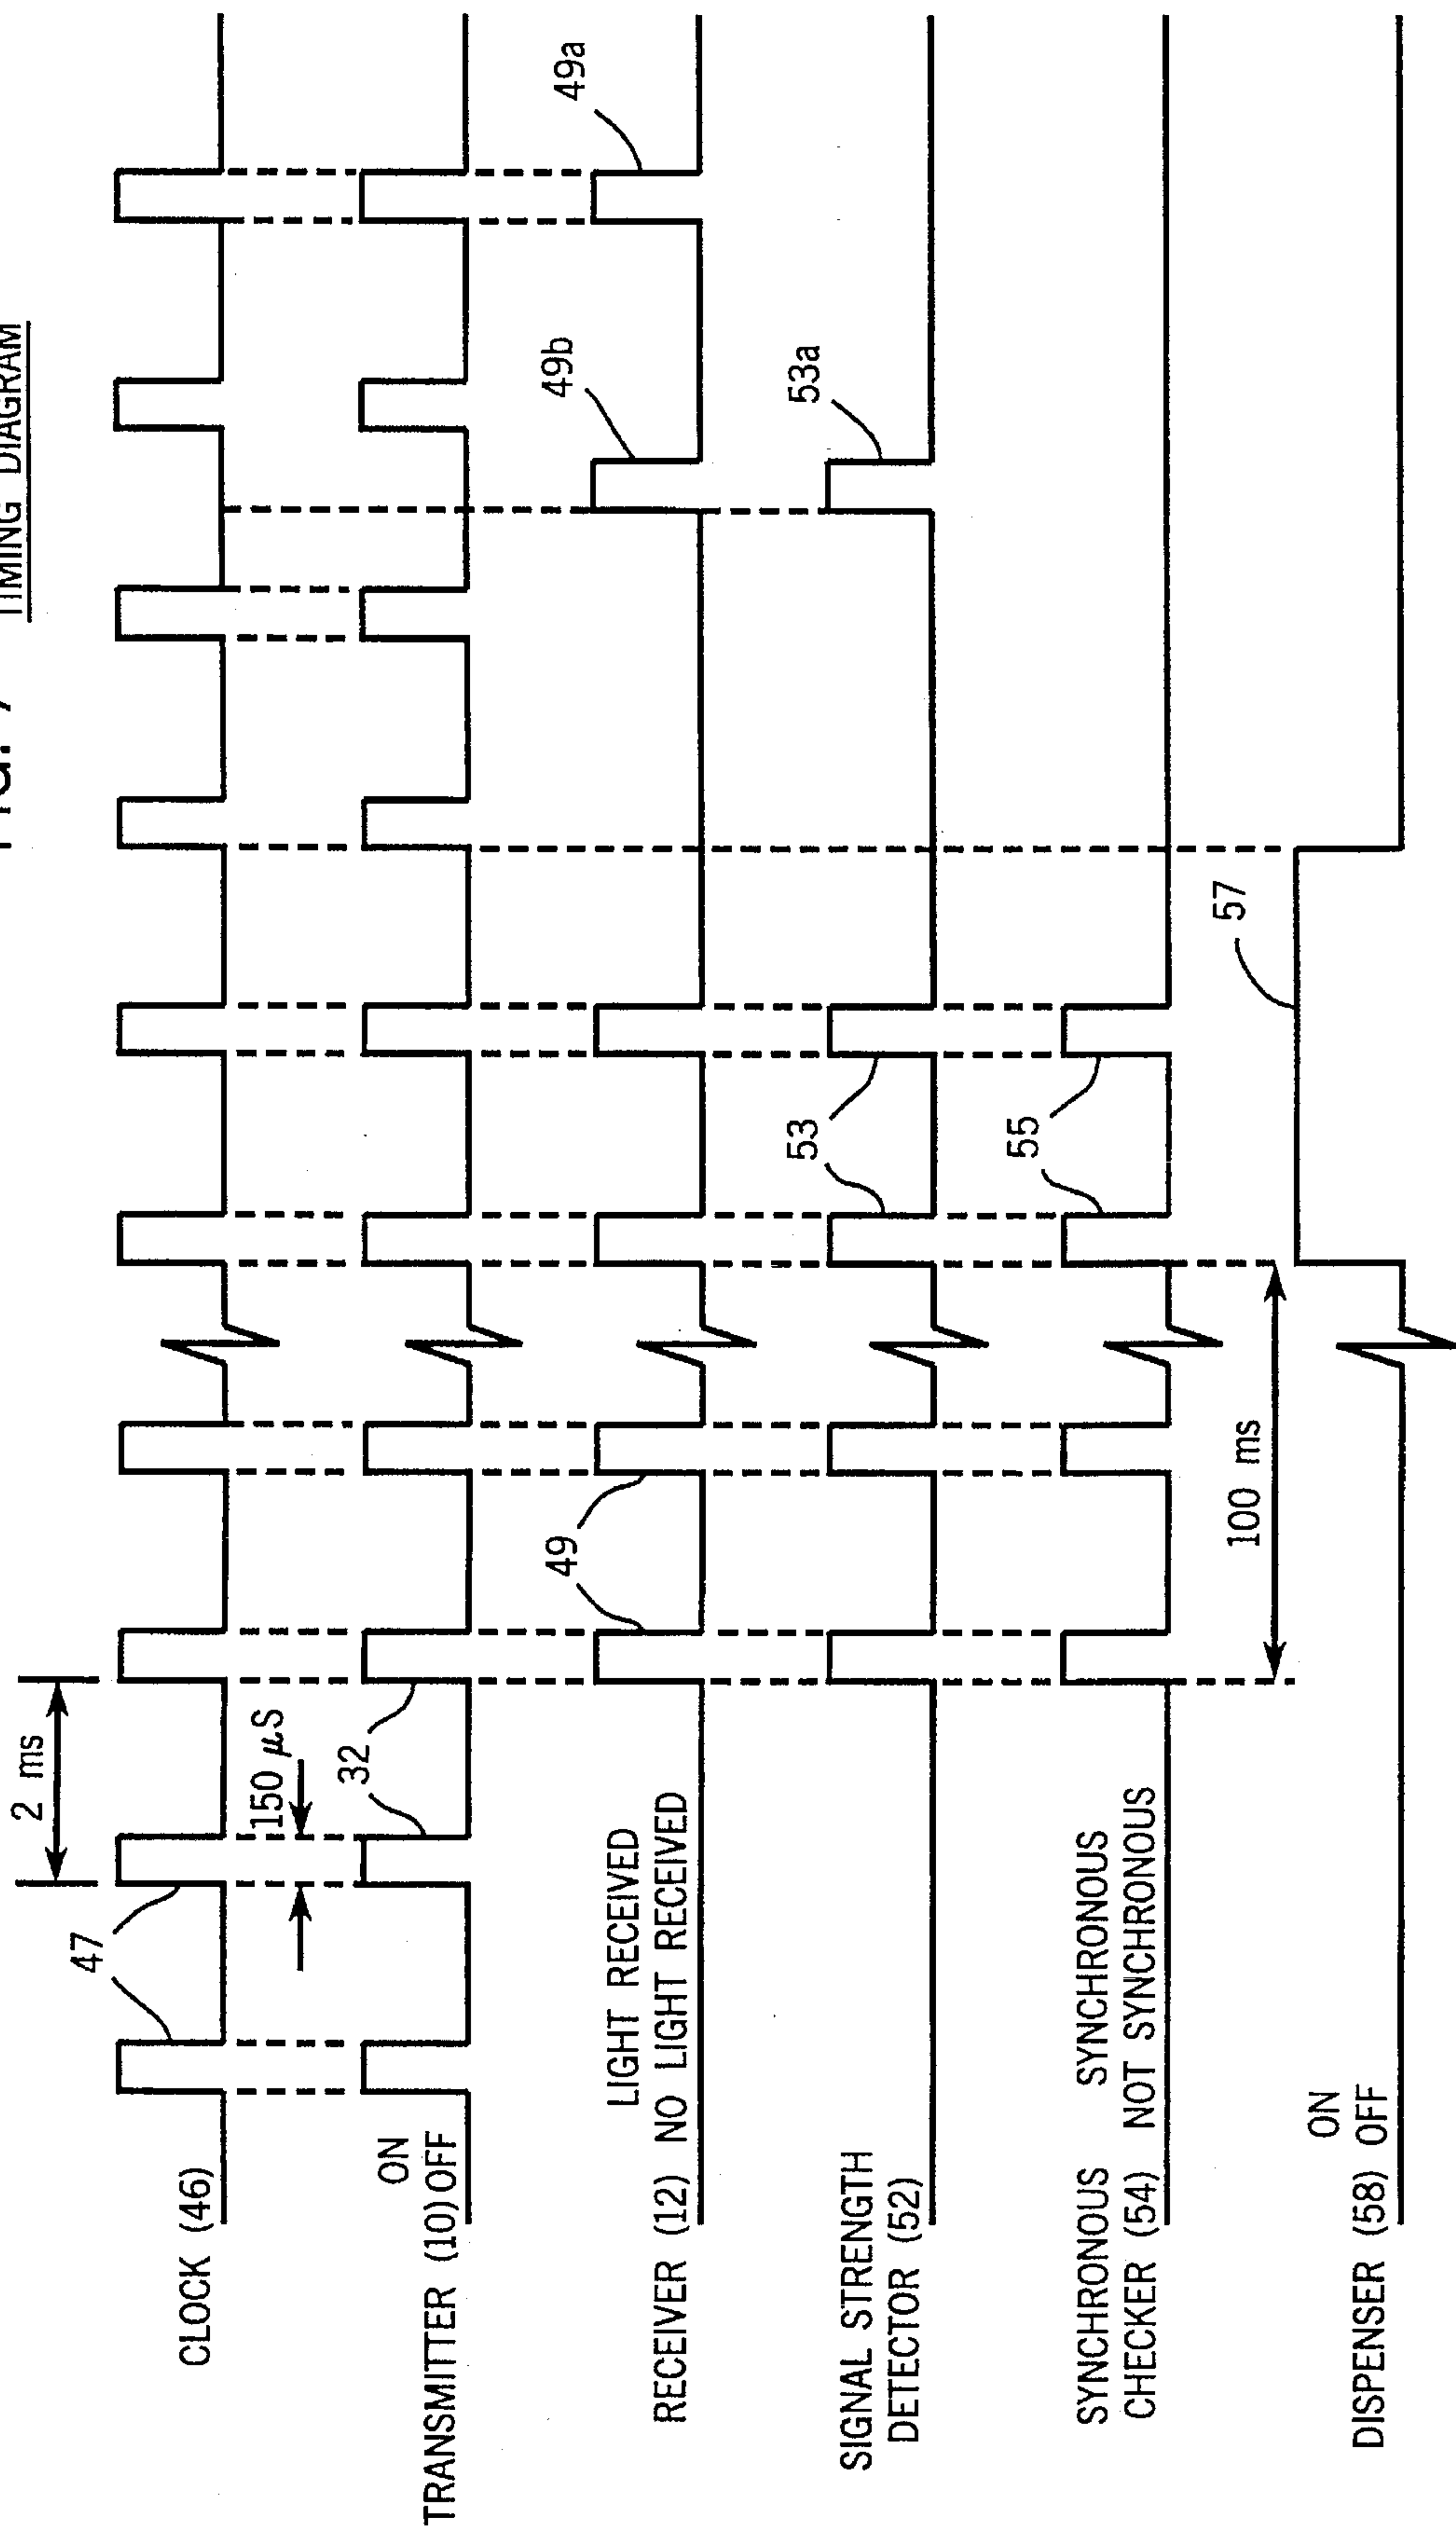 TIMING DIAGRAM
2 ms
47
150 μS
CLOCK (46)
ON
TRANSMITTER (10) OFF
32
LIGHT RECEIVED
RECEIVER (12) NO LIGHT RECEIVED
49
49b
49a
SIGNAL STRENGTH
DETECTOR (52)
53
53a
SYNCHRONOUS SYNCHRONOUS
CHECKER (54) NOT SYNCHRONOUS
55
100 ms
57
ON
DISPENSER (58) OFF